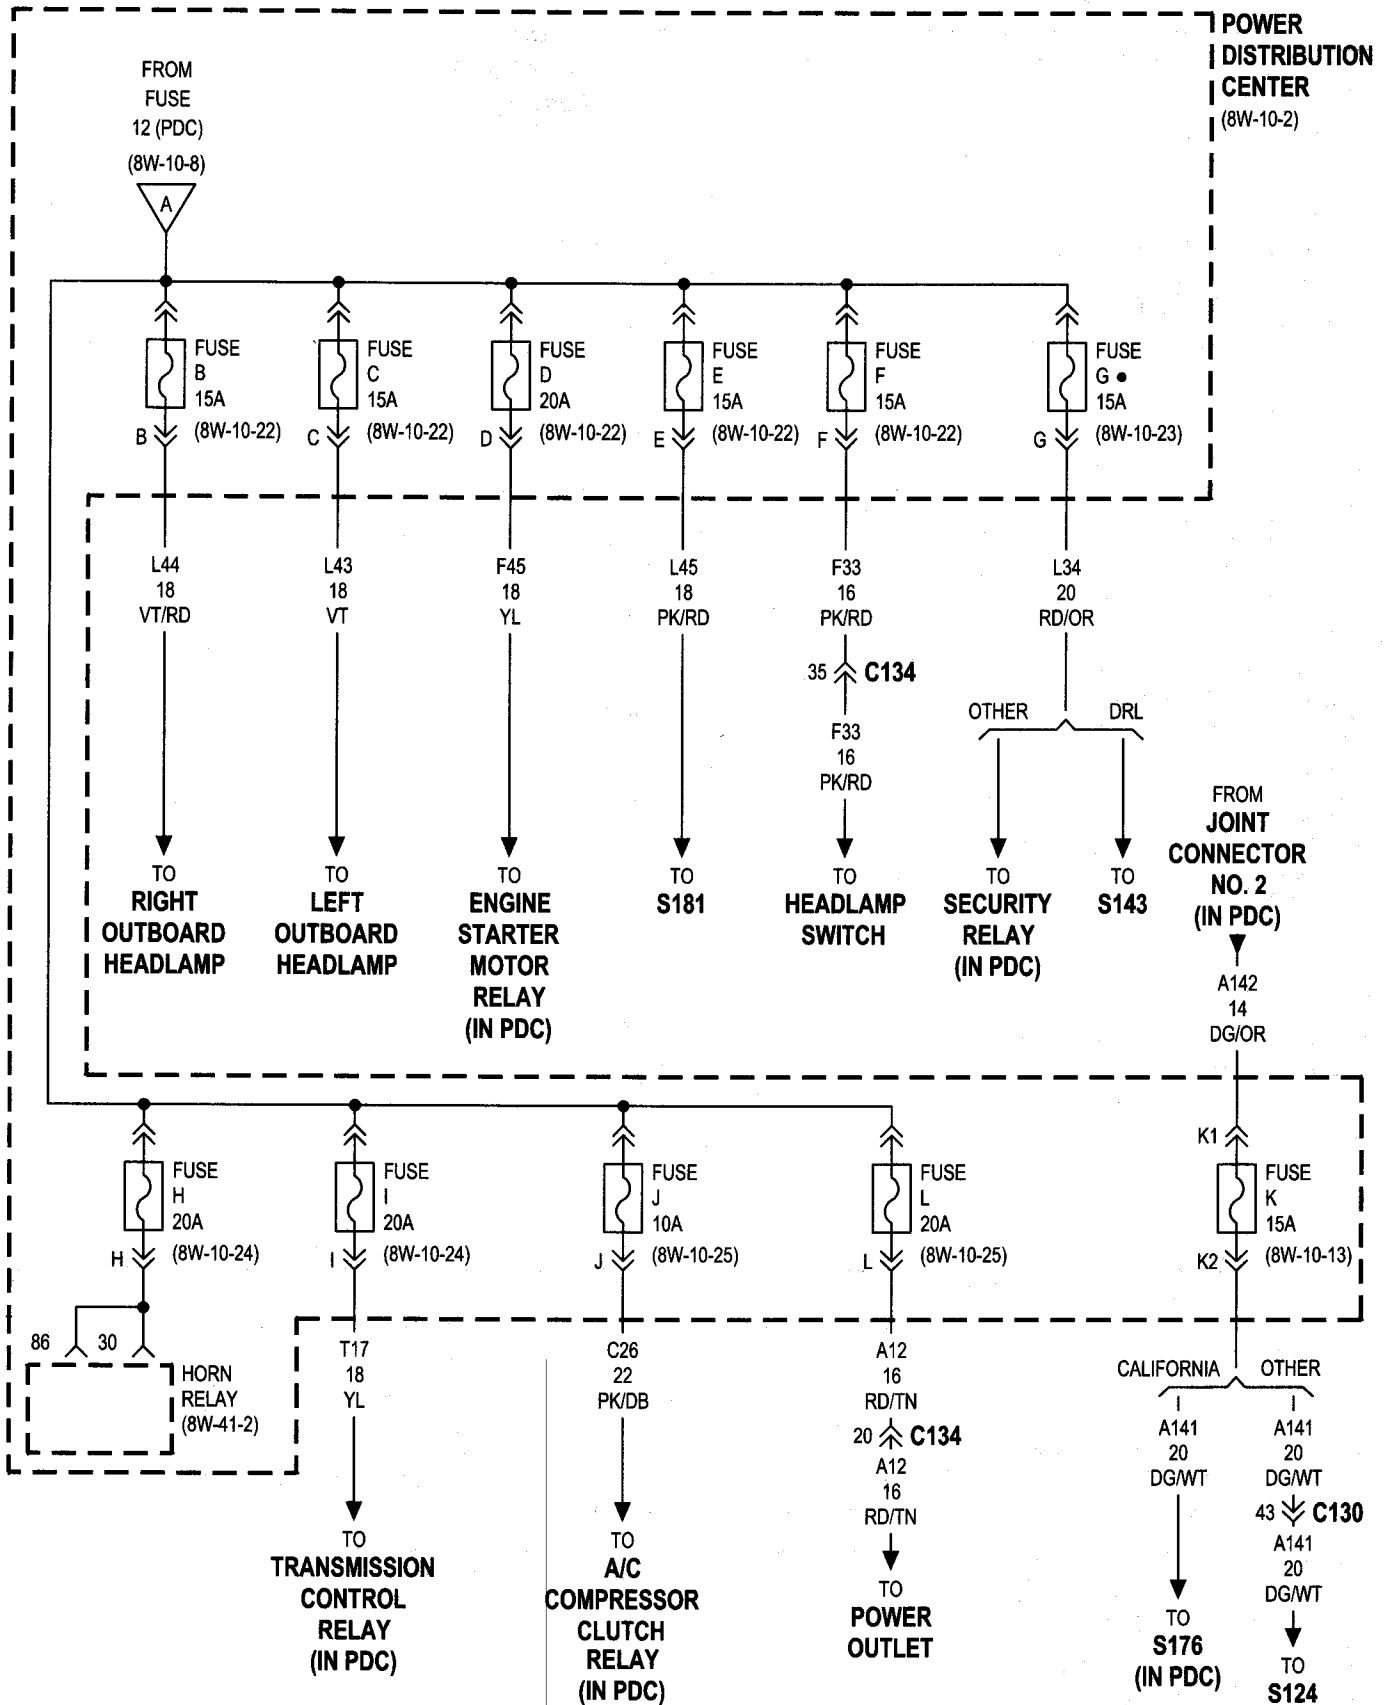 POWER
DISTRIBUTION
CENTER
(8W-10-2)
FROM
FUSE
12 (PDC)
(8W-10-8)
A
FUSE
B
15A
(8W-10-22)
B
FUSE
C
15A
(8W-10-22)
C
FUSE
D
20A
(8W-10-22)
D
FUSE
E
15A
(8W-10-22)
E
FUSE
F
15A
(8W-10-22)
F
FUSE
G •
15A
(8W-10-23)
G
L44
18
VT/RD
L43
18
VT
F45
18
YL
L45
18
PK/RD
F33
16
PK/RD
35 C134
F33
16
PK/RD
L34
20
RD/OR
OTHER DRL
TO
RIGHT
OUTBOARD
HEADLAMP
TO
LEFT
OUTBOARD
HEADLAMP
TO
ENGINE
STARTER
MOTOR
RELAY
(IN PDC)
TO
S181
TO
HEADLAMP
SWITCH
TO
SECURITY
RELAY
(IN PDC)
TO
S143
FROM
JOINT
CONNECTOR
NO. 2
(IN PDC)
A142
14
DG/OR
FUSE
H
20A
(8W-10-24)
H
86 30
HORN
RELAY
(8W-41-2)
FUSE
I
20A
(8W-10-24)
I
T17
18
YL
TO
TRANSMISSION
CONTROL
RELAY
(IN PDC)
FUSE
J
10A
(8W-10-25)
J
C26
22
PK/DB
TO
A/C
COMPRESSOR
CLUTCH
RELAY
(IN PDC)
FUSE
L
20A
(8W-10-25)
L
A12
16
RD/TN
20 C134
A12
16
RD/TN
TO
POWER
OUTLET
K1
FUSE
K
15A
(8W-10-13)
K2
CALIFORNIA OTHER
A141
20
DG/WT
TO
S176
(IN PDC)
A141
20
DG/WT
43 C130
A141
20
DG/WT
TO
S124